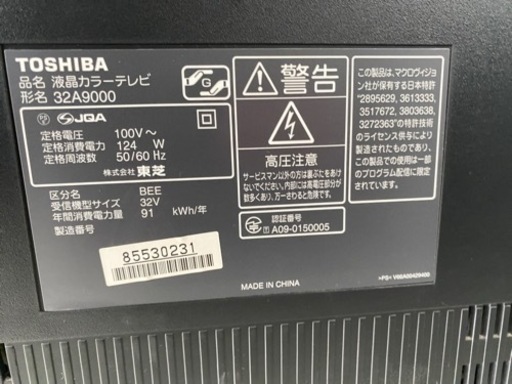 TOSHIBA
品名 液晶カラーテレビ
形名 32A9000
G
JQA
定格電圧 100V～
定格消費電力 124 W
定格周波数 50/60 Hz
株式会社 東芝
区分名 BEE
受信機型サイズ 32V
年間消費電力量 91 kWh/年
製造番号
85530231
警告
高圧注意
サービスマン以外の方は裏ぶたをあけ
ないでください。内部には高電圧部分が
数多くあり、万一さわると危険です。
認証番号
A09-0150005
MADE IN CHINA
この製品は、マクロヴィジョ
ン社が保有する日本特許
"2895629, 3613333,
3517672, 3803638,
3272363"の特許技術
のライセンス供与により
製造されております。
この製品の使用は一部
のプログラム配信に限定
されています。